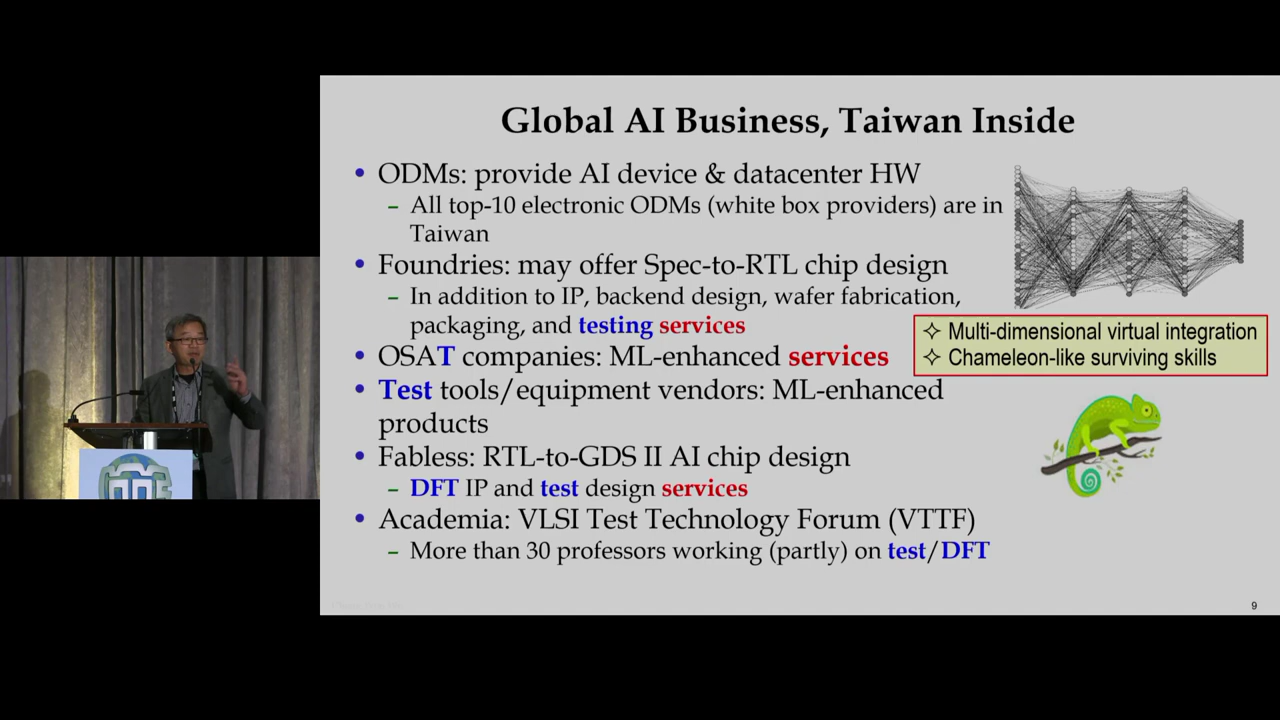 Global AI Business, Taiwan Inside
• ODMs: provide AI device & datacenter HW
– All top-10 electronic ODMs (white box providers) are in
Taiwan
• Foundries: may offer Spec-to-RTL chip design
– In addition to IP, backend design, wafer fabrication,
packaging, and testing services
• OSAT companies: ML-enhanced services
• Test tools/equipment vendors: ML-enhanced
products
• Fabless: RTL-to-GDS II AI chip design
– DFT IP and test design services
• Academia: VLSI Test Technology Forum (VTTF)
– More than 30 professors working (partly) on test/DFT
✧ Multi-dimensional virtual integration
✧ Chameleon-like surviving skills
9